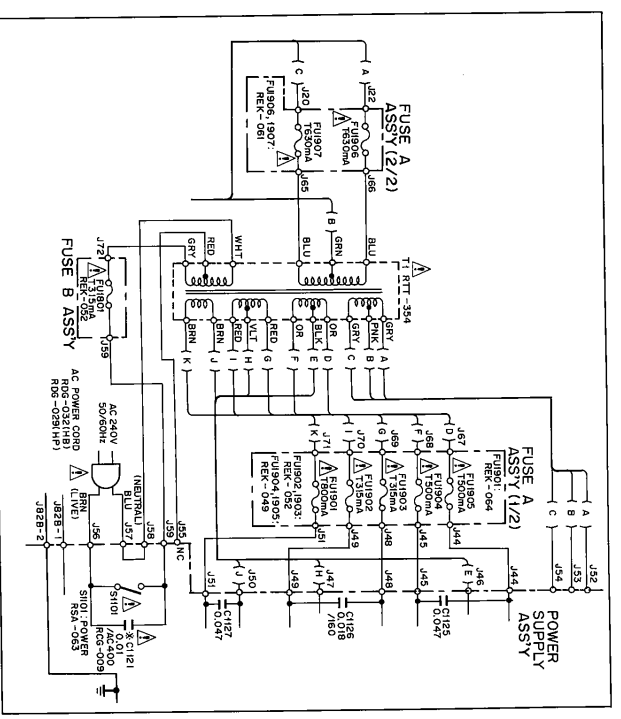 FUSE A
ASS'Y (2/2)
J22
FU1906
T630mA
J66
A
C
J20
FU1907
T630mA
J65
FU1906, 1907:
REK-061
B
BLU
GRN
BLU
T1 RTT-354
WHT
RED
GRY
GRY
PNK
GRY
OR
BLK
OR
RED
VLT
RED
BRN
BRN
A
B
C
D
E
F
G
H
I
J
K
J72
FU1801
T315mA
REK-052
J59
FUSE B ASS'Y
FUSE A
ASS'Y (1/2)
FU1901:
REK-064
D
J67
FU1905
T500mA
J44
F
J68
FU1904
T500mA
J45
G
J69
FU1903
T315mA
J48
I
J70
FU1902
T315mA
J49
K
J71
FU1901
T800mA
J51
FU1902, 1903:
REK-052
FU1904, 1905:
REK-049
A
B
C
J52
J53
J54
POWER
SUPPLY
ASS'Y
J44
E
J46
J45
C1125
0.047
J48
H
J47
J49
C1126
0.018
/160
J
J50
J51
C1127
0.047
AC POWER CORD
RDG-032(HB)
RDG-029(HP)
AC 240V
50/60Hz
(NEUTRAL)
BLU
BRN
(LIVE)
J55
NC
J59
J58
J57
J56
J82B-1
J82B-2
S1101
※C1121
0.01
/AC400
RCG-009
S1101: POWER
RSA-063